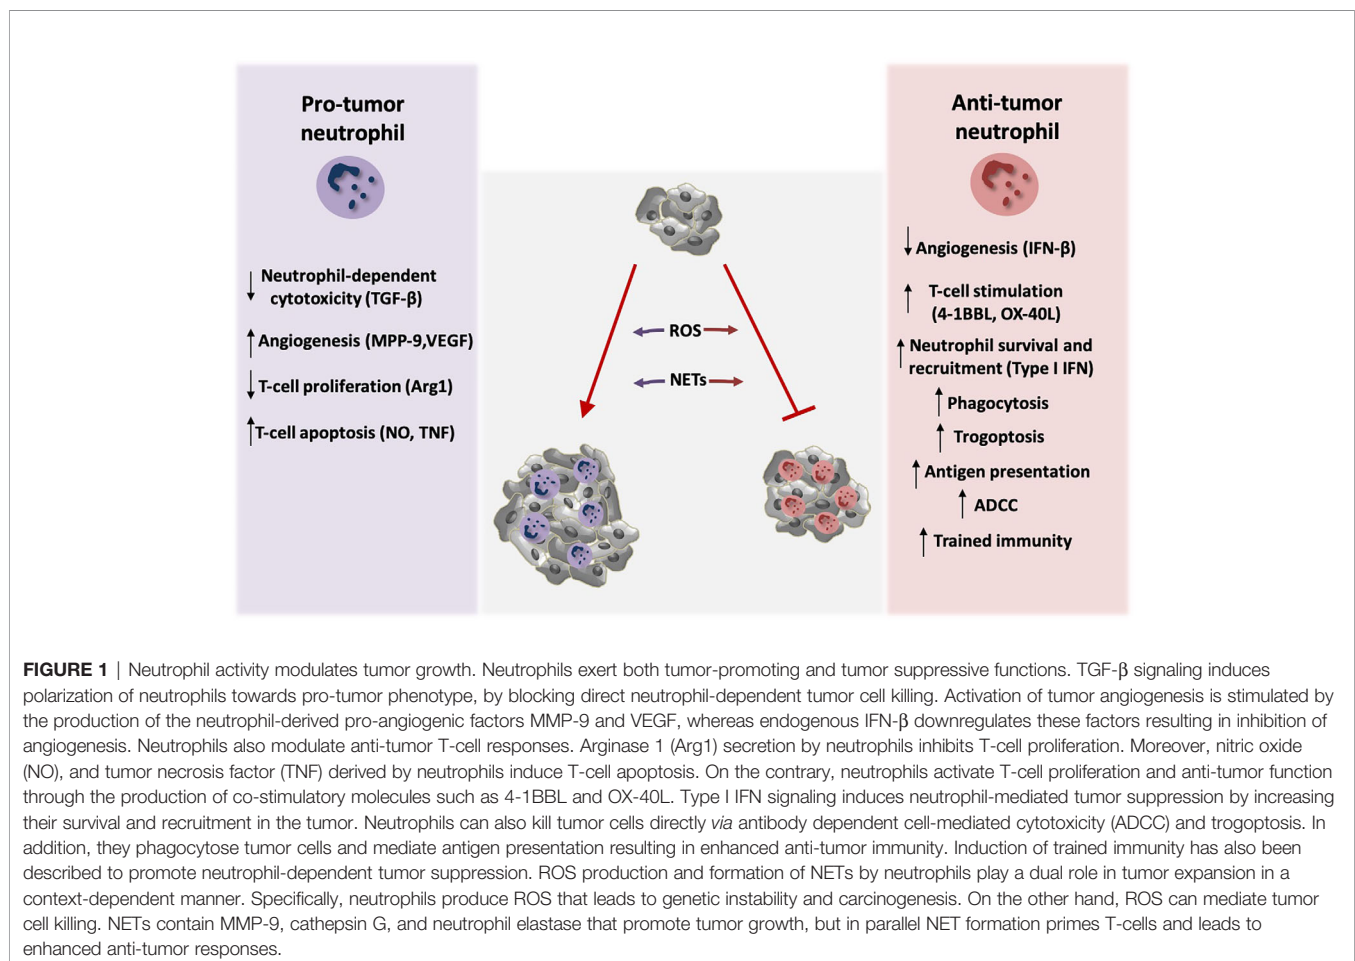 Pro-tumor
neutrophil
Neutrophil-dependent
cytotoxicity (TGF-β)
Angiogenesis (MPP-9,VEGF)
T-cell proliferation (Arg1)
T-cell apoptosis (NO, TNF)
ROS
NETs
Anti-tumor
neutrophil
Angiogenesis (IFN-β)
T-cell stimulation
(4-1BBL, OX-40L)
Neutrophil survival and
recruitment (Type I IFN)
Phagocytosis
Trogoptosis
Antigen presentation
ADCC
Trained immunity
FIGURE 1 | Neutrophil activity modulates tumor growth. Neutrophils exert both tumor-promoting and tumor suppressive functions. TGF-β signaling induces
polarization of neutrophils towards pro-tumor phenotype, by blocking direct neutrophil-dependent tumor cell killing. Activation of tumor angiogenesis is stimulated by
the production of the neutrophil-derived pro-angiogenic factors MMP-9 and VEGF, whereas endogenous IFN-β downregulates these factors resulting in inhibition of
angiogenesis. Neutrophils also modulate anti-tumor T-cell responses. Arginase 1 (Arg1) secretion by neutrophils inhibits T-cell proliferation. Moreover, nitric oxide
(NO), and tumor necrosis factor (TNF) derived by neutrophils induce T-cell apoptosis. On the contrary, neutrophils activate T-cell proliferation and anti-tumor function
through the production of co-stimulatory molecules such as 4-1BBL and OX-40L. Type I IFN signaling induces neutrophil-mediated tumor suppression by increasing
their survival and recruitment in the tumor. Neutrophils can also kill tumor cells directly via antibody dependent cell-mediated cytotoxicity (ADCC) and trogoptosis. In
addition, they phagocytose tumor cells and mediate antigen presentation resulting in enhanced anti-tumor immunity. Induction of trained immunity has also been
described to promote neutrophil-dependent tumor suppression. ROS production and formation of NETs by neutrophils play a dual role in tumor expansion in a
context-dependent manner. Specifically, neutrophils produce ROS that leads to genetic instability and carcinogenesis. On the other hand, ROS can mediate tumor
cell killing. NETs contain MMP-9, cathepsin G, and neutrophil elastase that promote tumor growth, but in parallel NET formation primes T-cells and leads to
enhanced anti-tumor responses.